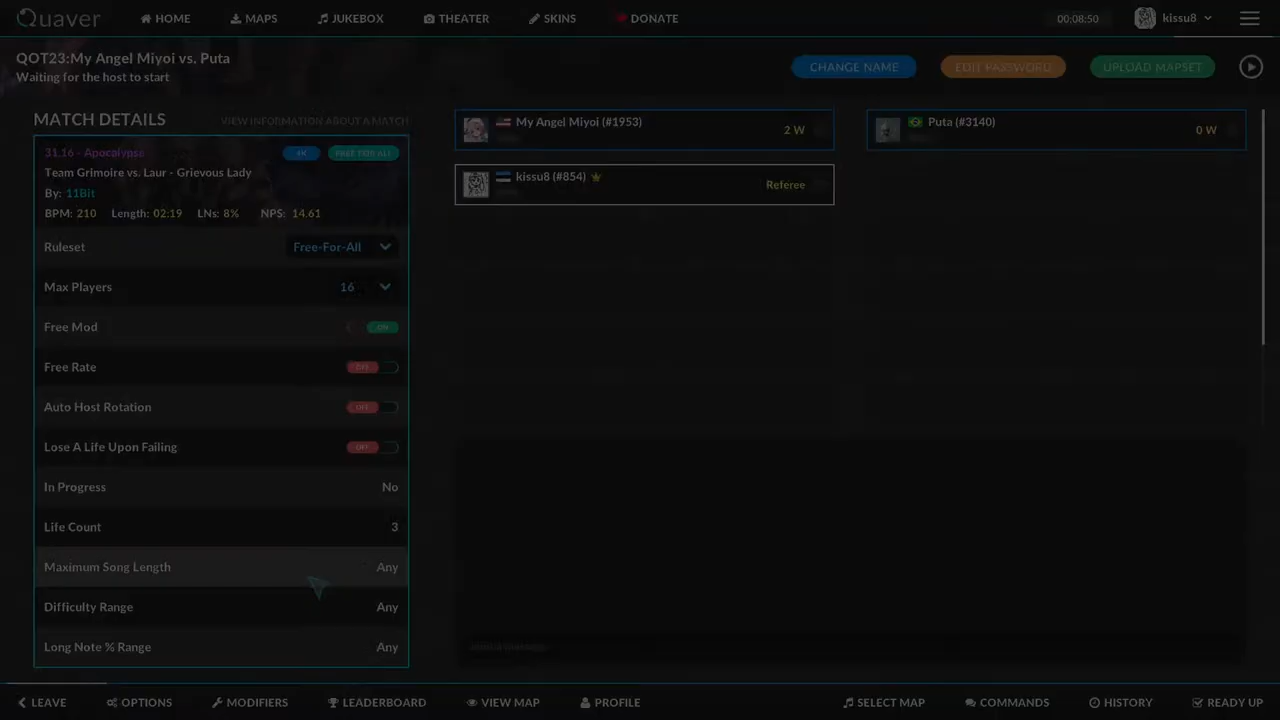 Quaver HOME MAPS JUKEBOX THEATER SKINS DONATE 00:08:50 kissu8
QOT23:My Angel Miyoi vs. Puta
Waiting for the host to start
CHANGE NAME EDIT PASSWORD UPLOAD MAPSET
MATCH DETAILS VIEW INFORMATION ABOUT A MATCH
31.16 - Apocalypse 4K FREE FOR ALL
Team Grimoire vs. Laur - Grievous Lady
By: 11Bit
BPM: 210 Length: 02:19 LNs: 8% NPS: 14.61
Ruleset Free-For-All
Max Players 16
Free Mod ON
Free Rate OFF
Auto Host Rotation OFF
Lose A Life Upon Failing OFF
In Progress No
Life Count 3
Maximum Song Length Any
Difficulty Range Any
Long Note % Range Any
My Angel Miyoi (#1953) 2 W
Puta (#3140) 0 W
kissu8 (#854) Referee
LEAVE OPTIONS MODIFIERS LEADERBOARD VIEW MAP PROFILE SELECT MAP COMMANDS HISTORY READY UP